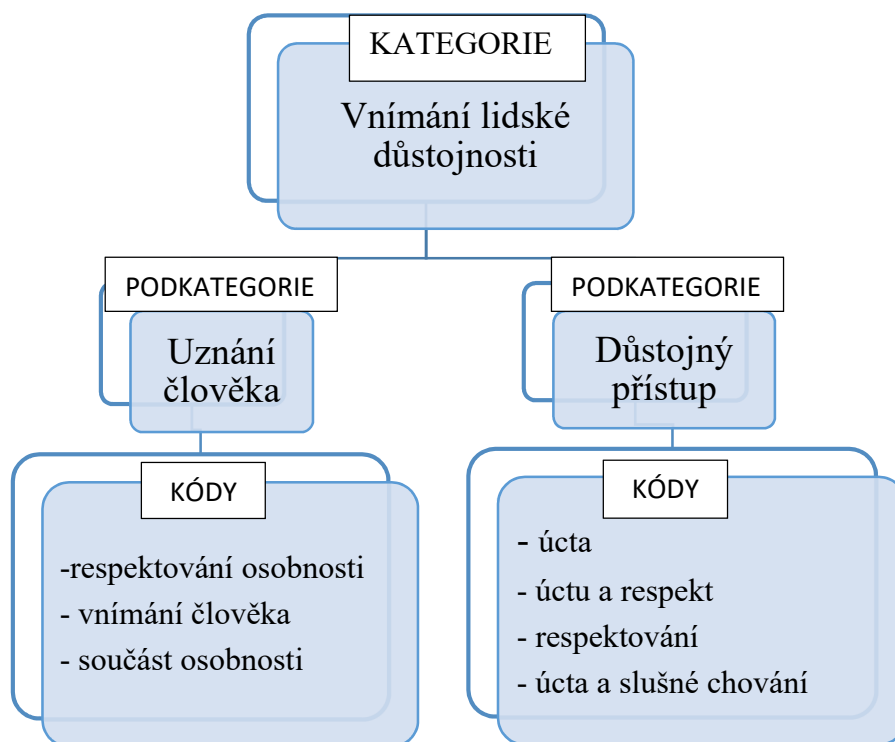 KATEGORIE
Vnímání lidské
důstojnosti
PODKATEGORIE
Uznání
člověka
KÓDY
-respektování osobnosti
- vnímání člověka
- součást osobnosti
PODKATEGORIE
Důstojný
přístup
KÓDY
- úcta
- úctu a respekt
- respektování
- úcta a slušné chování